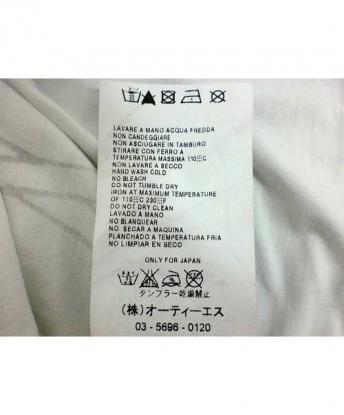 LAVARE A MANO ACQUA FREDDA
NON CANDEGGIARE
NON ASCIUGARE IN TAMBURO
STIRARE CON FERRO A
TEMPERATURA MASSIMA 110☰C
NON LAVARE A SECCO
HAND WASH COLD
NO BLEACH
DO NOT TUMBLE DRY
IRON AT MAXIMUM TEMPERATURE
OF 110☰C 230☰F
DO NOT DRY CLEAN
LAVADO A MANO
NO BLANQUEAR
NO SECAR A MAQUINA
PLANCHADO A TEMPERATURA FRIA
NO LIMPIAR EN SECO
ONLY FOR JAPAN
タンブラー乾燥禁止
(株)オーティーエス
03-5696-0120